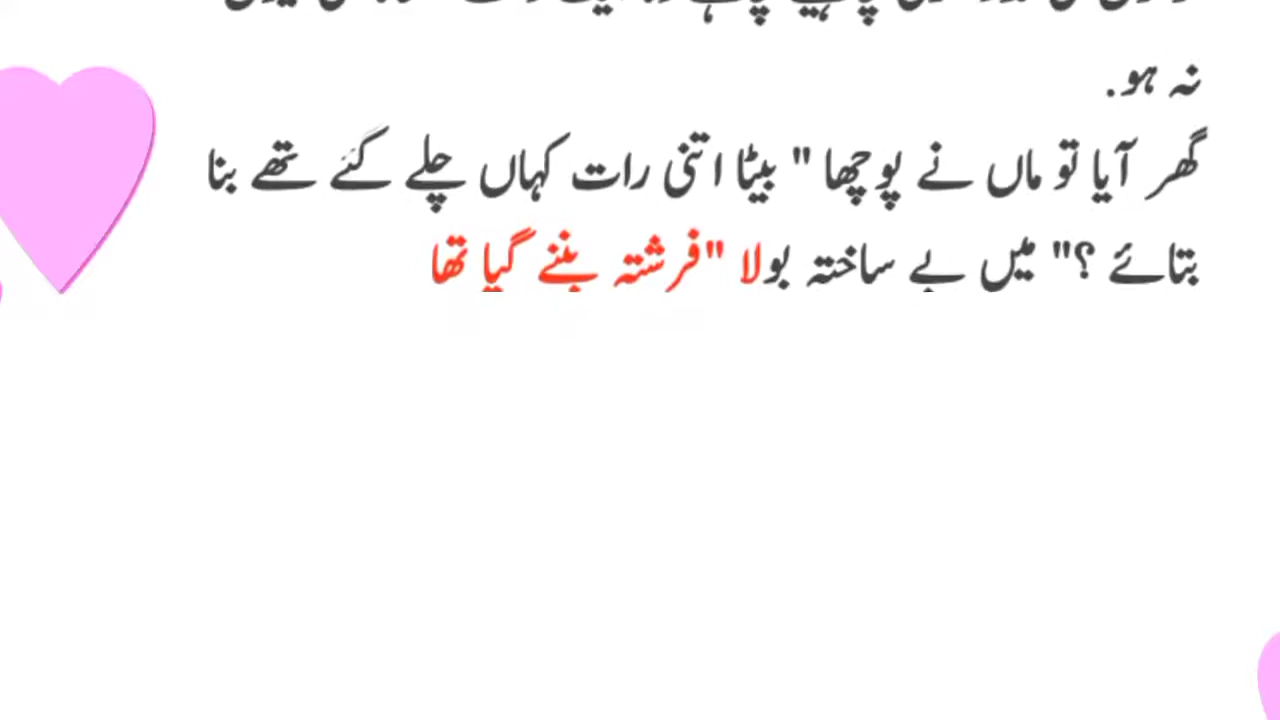 نہ ہو.
گھر آیا تو ماں نے پوچھا " بیٹا اتنی رات کہاں چلے گئے تھے بنا
بتائے ؟" میں بے ساختہ بولا "فرشتہ بننے گیا تھا